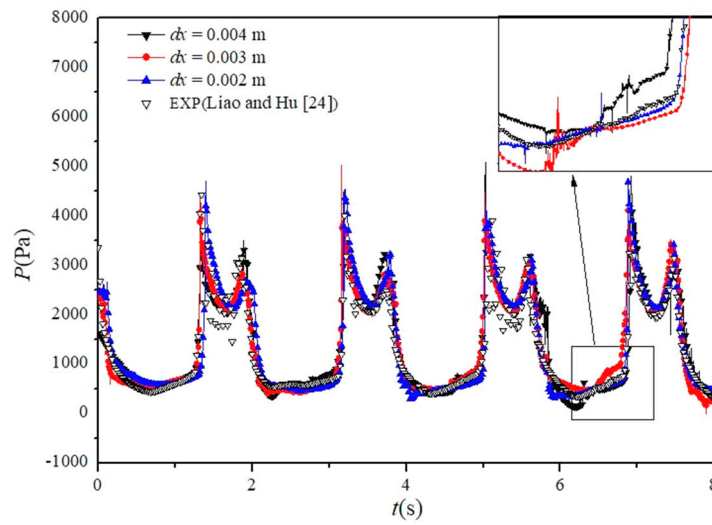 8000
7000
6000
5000
4000
3000
2000
1000
0
-1000
P(Pa)
dx = 0.004 m
dx = 0.003 m
dx = 0.002 m
EXP(Liao and Hu [24])
0 2 4 6 8
t(s)